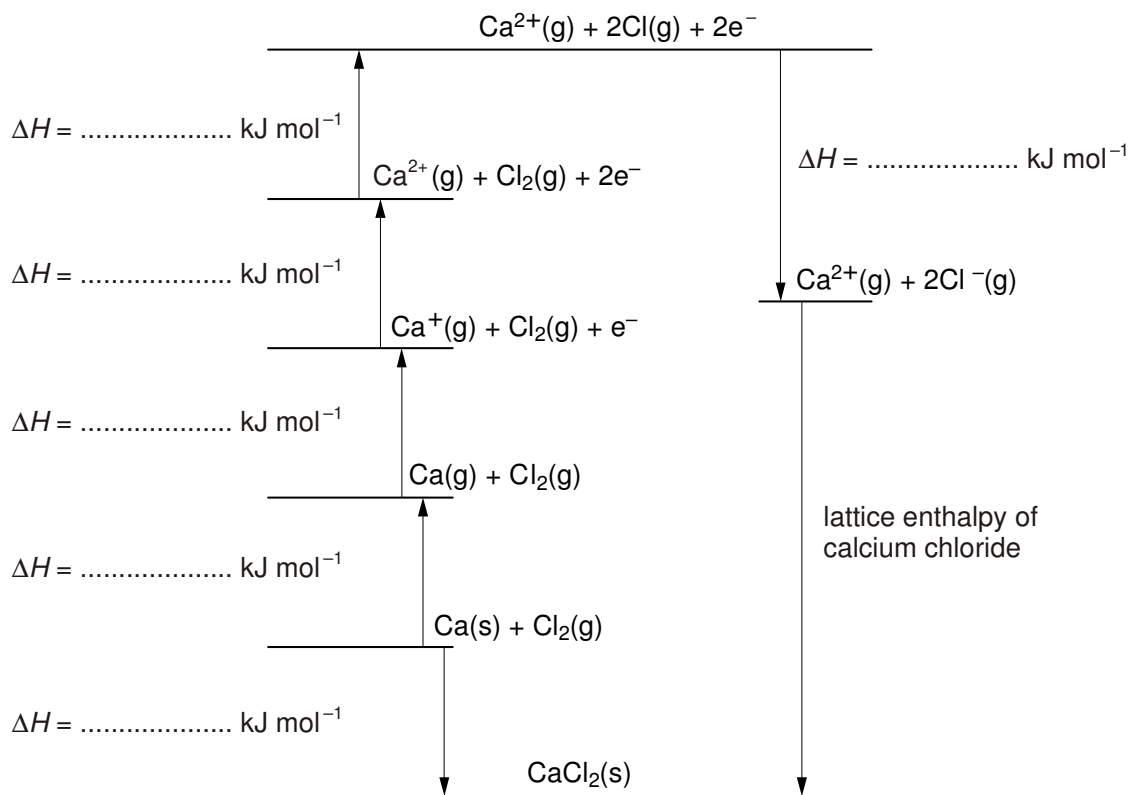 Ca²⁺(g) + 2Cl(g) + 2e⁻
ΔH = .................... kJ mol⁻¹
ΔH = .................... kJ mol⁻¹
Ca²⁺(g) + Cl₂(g) + 2e⁻
ΔH = .................... kJ mol⁻¹
Ca²⁺(g) + 2Cl⁻(g)
Ca⁺(g) + Cl₂(g) + e⁻
ΔH = .................... kJ mol⁻¹
Ca(g) + Cl₂(g)
lattice enthalpy of
calcium chloride
ΔH = .................... kJ mol⁻¹
Ca(s) + Cl₂(g)
ΔH = .................... kJ mol⁻¹
CaCl₂(s)